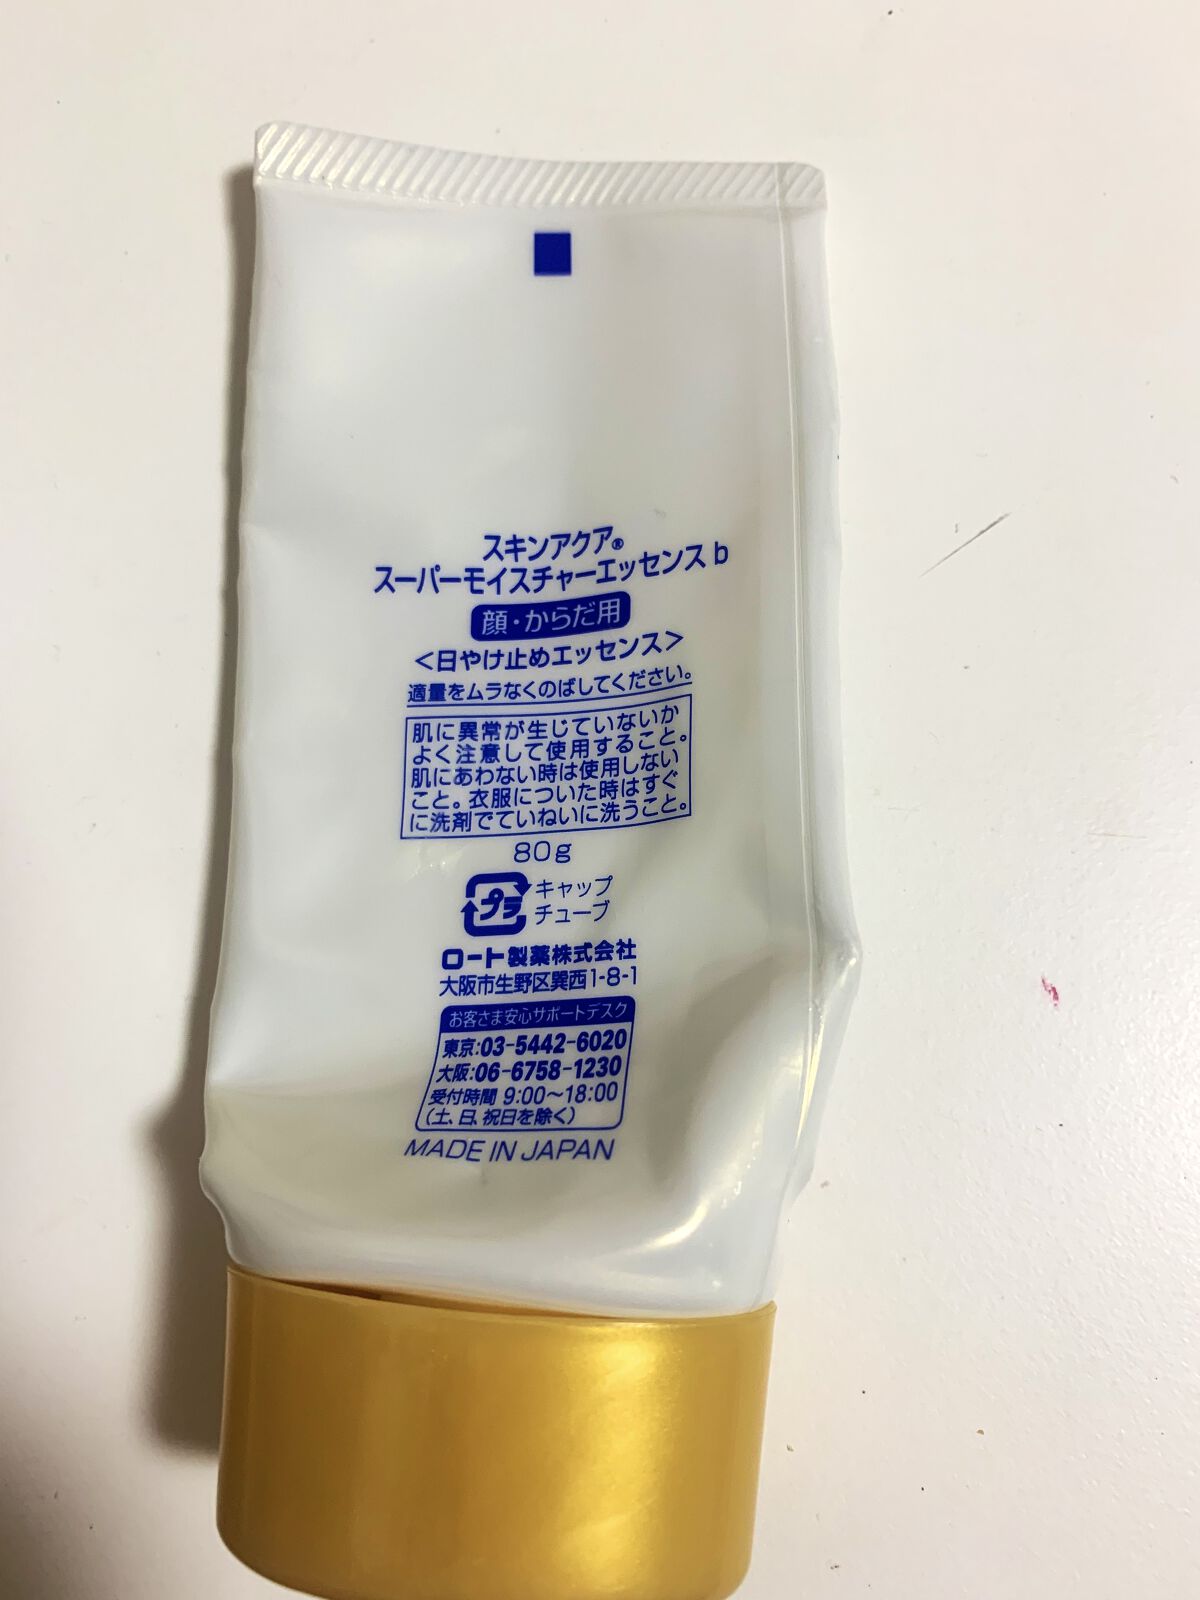 スキンアクア®
スーパーモイスチャーエッセンスb
顔・からだ用
<日やけ止めエッセンス>
適量をムラなくのばしてください。
肌に異常が生じていないか
よく注意して使用すること。
肌にあわない時は使用しない
こと。衣服についた時はすぐ
に洗剤でていねいに洗うこと。
80g
プラ キャップ
チューブ
ロート製薬株式会社
大阪市生野区巽西1-8-1
お客さま安心サポートデスク
東京:03-5442-6020
大阪:06-6758-1230
受付時間 9:00〜18:00
(土、日、祝日を除く)
MADE IN JAPAN